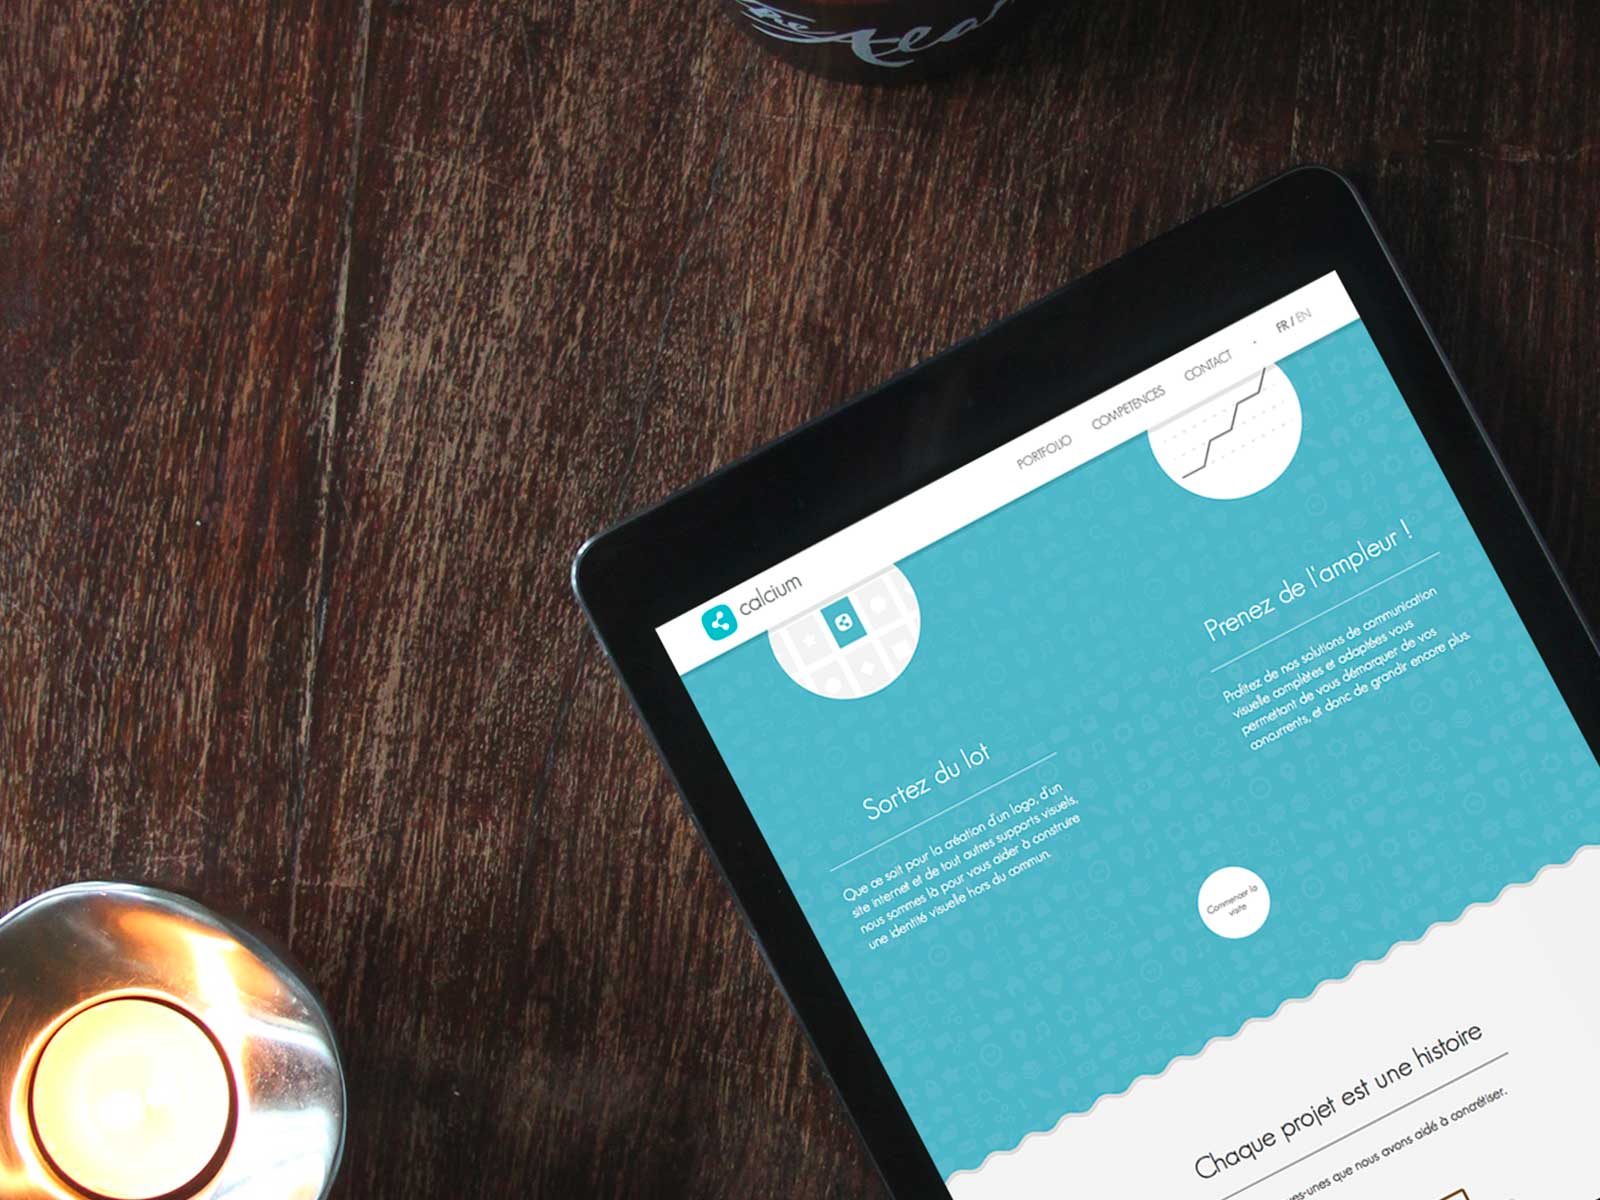 calcium
PORTFOLIO COMPÉTENCES CONTACT · FR / EN
Sortez du lot
Que ce soit pour la création d'un logo, d'un
site internet et de tout autres supports visuels,
nous sommes là pour vous aider à construire
une identité visuelle hors du commun.
Prenez de l'ampleur !
Profitez de nos solutions de communication
visuelle complètes et adaptées vous
permettant de vous démarquer de vos
concurrents, et donc de grandir encore plus.
Commencer la
visite
Chaque projet est une histoire
que nous avons aidé à concrétiser.